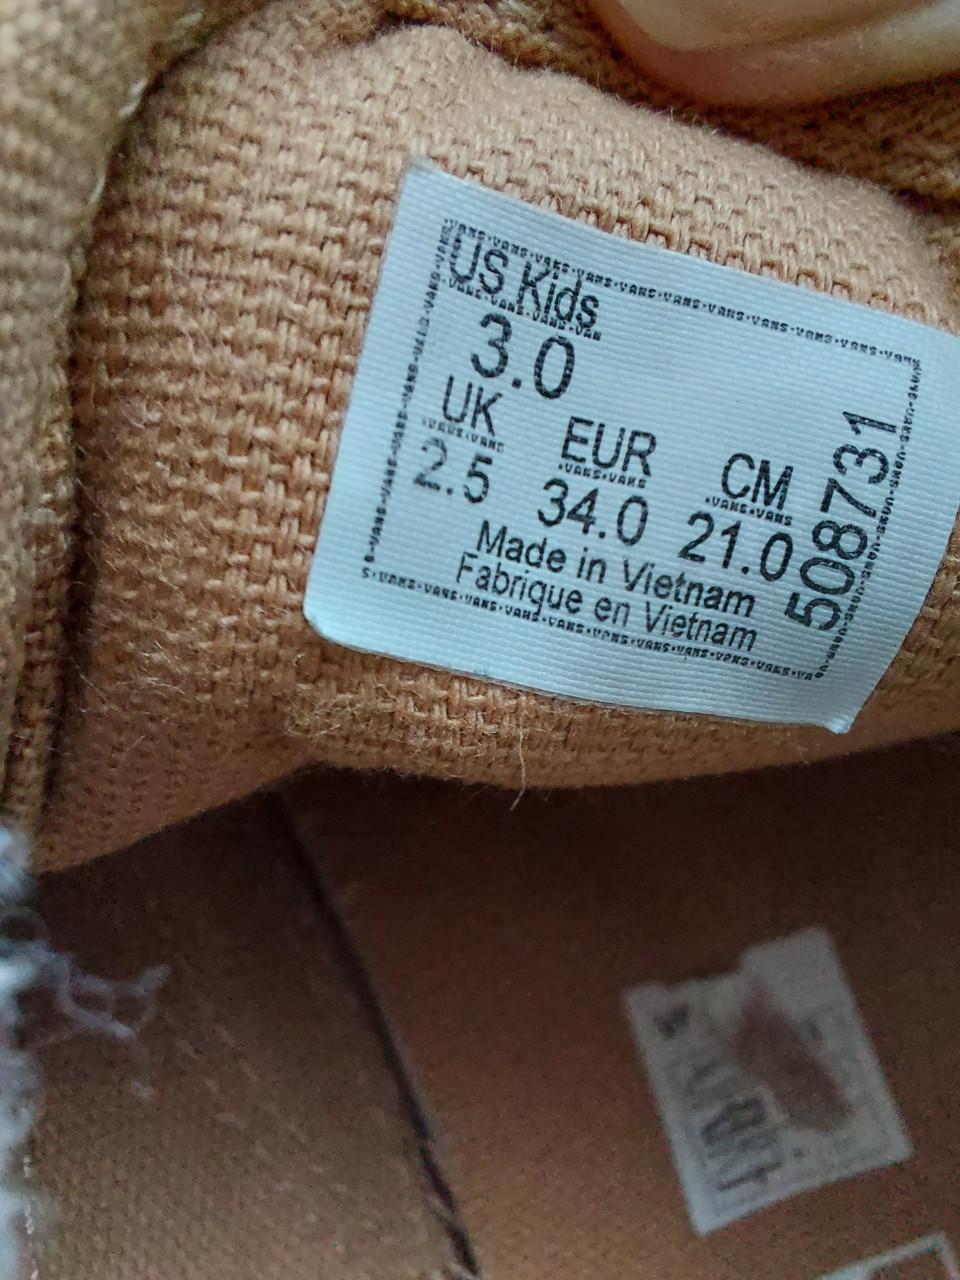 US Kids
3.0
UK EUR CM
2.5 34.0 21.0
Made in Vietnam
Fabrique en Vietnam
508731